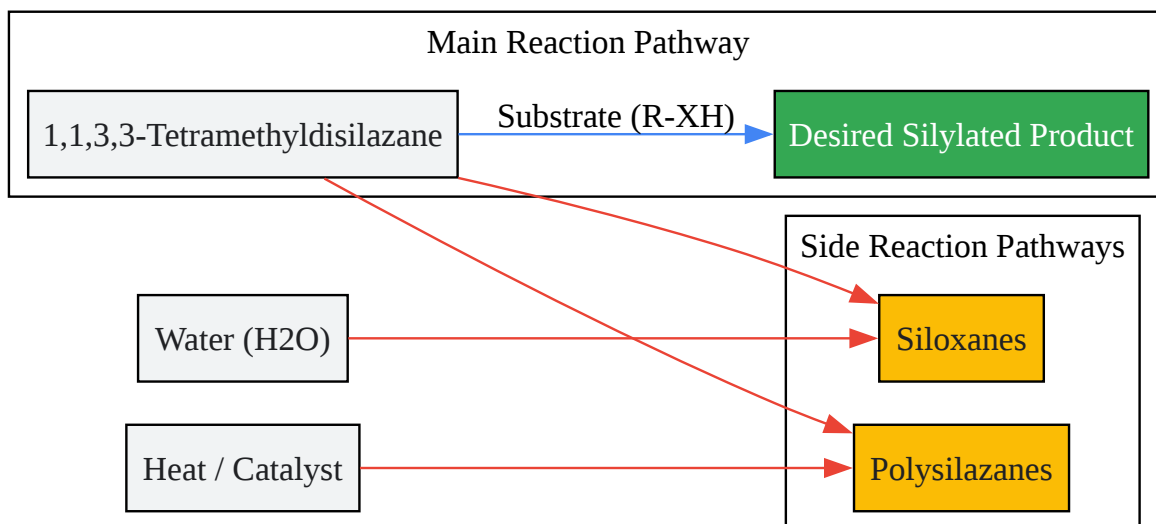 Main Reaction Pathway
1,1,3,3-Tetramethyldisilazane
Substrate (R-XH)
Desired Silylated Product
Side Reaction Pathways
Water (H2O)
Siloxanes
Heat / Catalyst
Polysilazanes